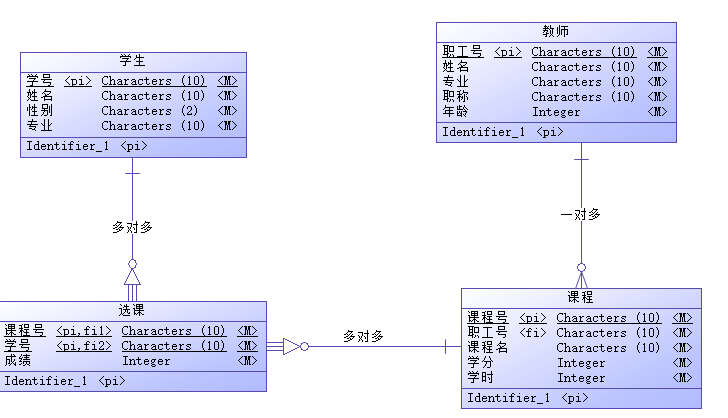 学生
学号 <pi> Characters (10) <M>
姓名 Characters (10) <M>
性别 Characters (2) <M>
专业 Characters (10) <M>
Identifier_1 <pi>
教师
职工号 <pi> Characters (10) <M>
姓名 Characters (10) <M>
专业 Characters (10) <M>
职称 Characters (10) <M>
年龄 Integer <M>
Identifier_1 <pi>
多对多
一对多
选课
课程号 <pi,fi1> Characters (10) <M>
学号 <pi,fi2> Characters (10) <M>
成绩 Integer <M>
Identifier_1 <pi>
多对多
课程
课程号 <pi> Characters (10) <M>
职工号 <fi> Characters (10) <M>
课程名 Characters (10) <M>
学分 Integer <M>
学时 Integer <M>
Identifier_1 <pi>